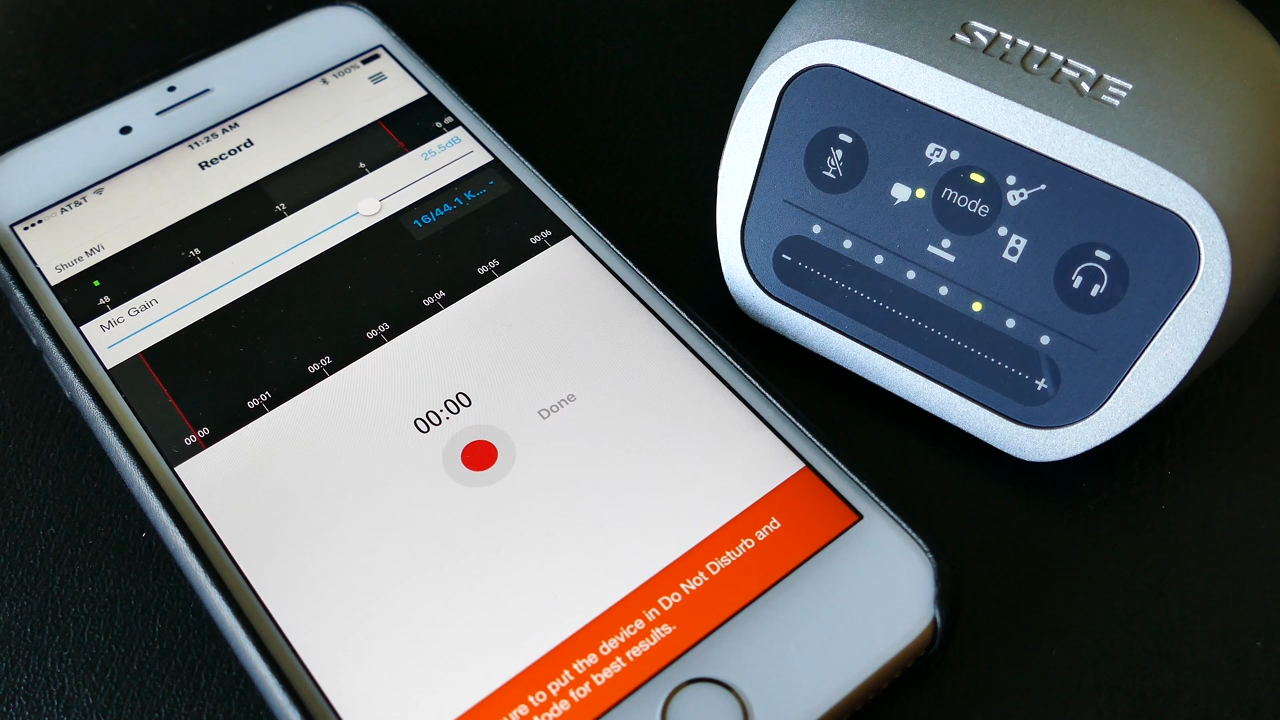 AT&T
11:25 AM
100%
Record
Shure MVi
-48
-18
-12
-6
0 dB
Mic Gain
25.5dB
16/44.1 K... -
00:00
00:01
00:02
00:03
00:04
00:05
00:06
00:00
Done
ure to put the device in Do Not Disturb and
Mode for best results.
SHURE
mode
-
+